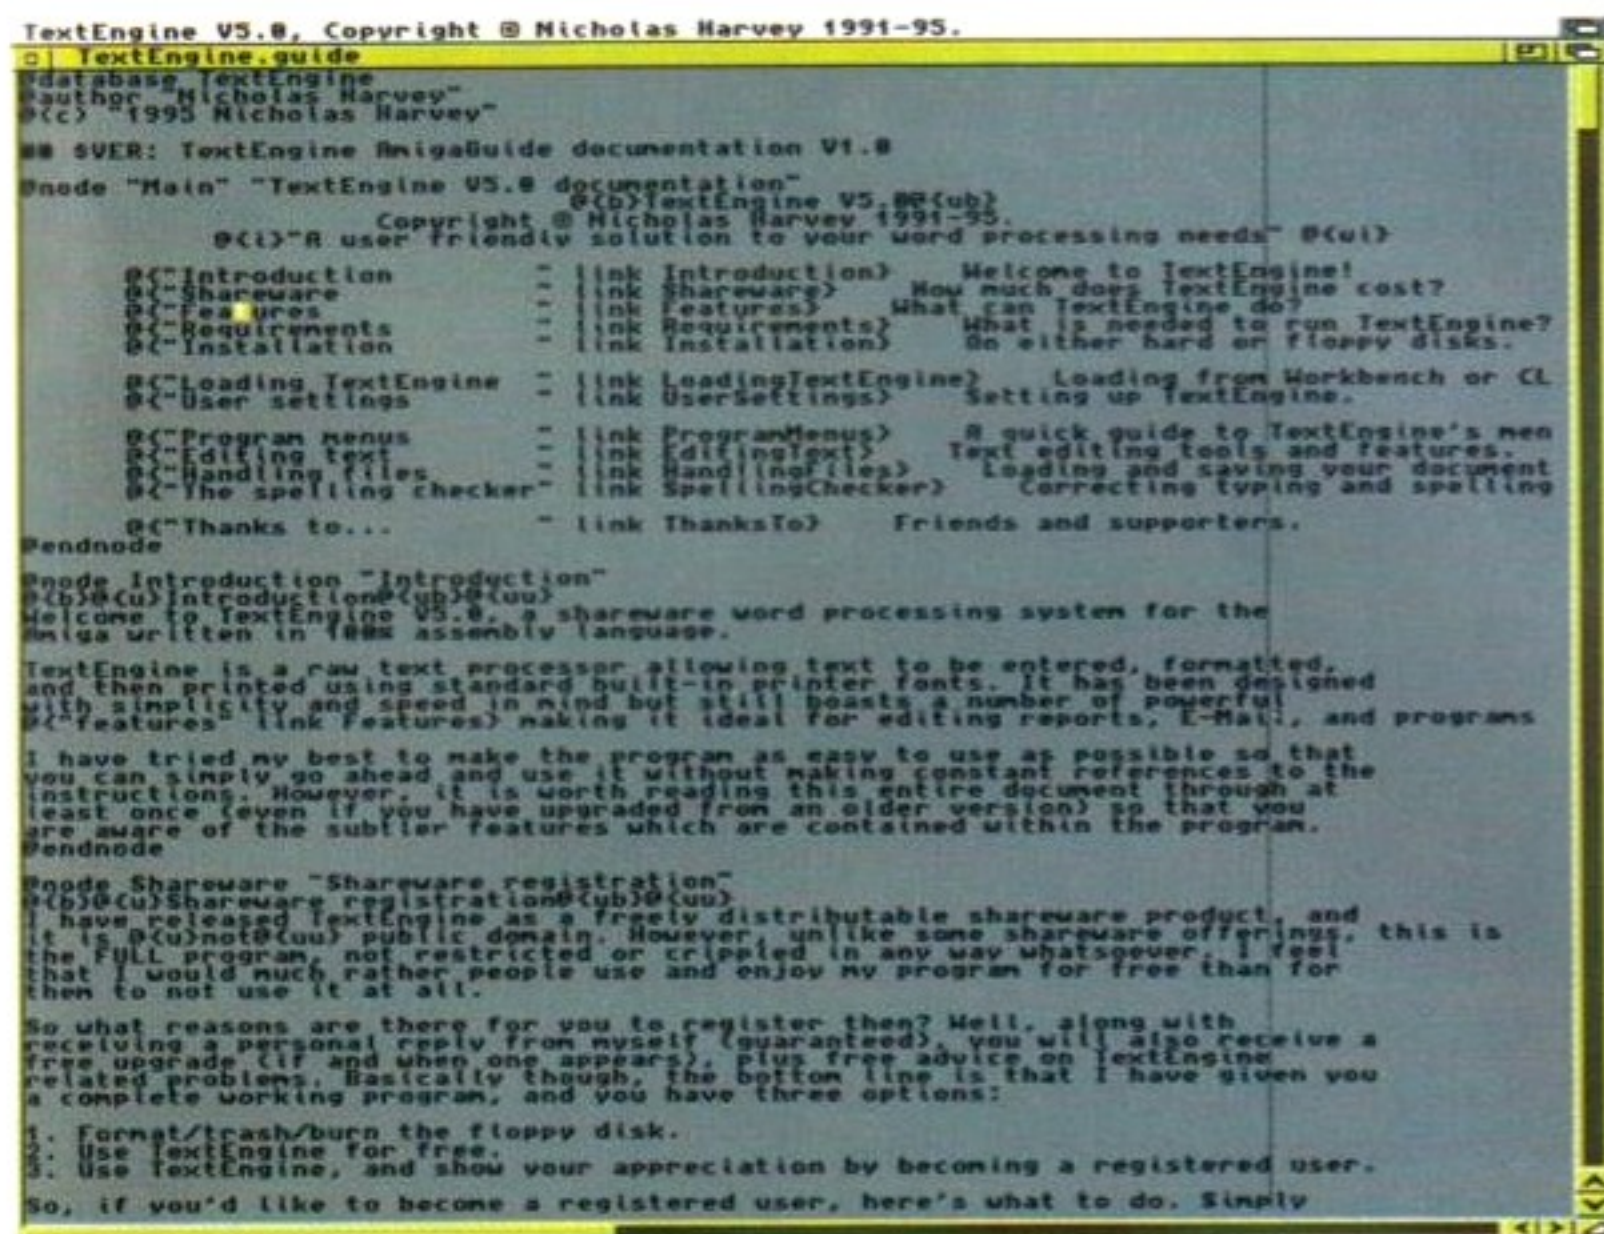 TextEngine V5.0, Copyright © Nicholas Harvey 1991-95.
TextEngine.guide
@database TextEngine
@author "Nicholas Harvey"
@(c) "1995 Nicholas Harvey"
@@ $VER: TextEngine AmigaGuide documentation V1.0
@node "Main" "TextEngine V5.0 documentation"
@{b}TextEngine V5.0@{ub}
Copyright © Nicholas Harvey 1991-95.
@{i}"A user friendly solution to your word processing needs" @{ui}
@{"Introduction " link Introduction} Welcome to TextEngine!
@{"Shareware " link Shareware} How much does TextEngine cost?
@{"Features " link Features} What can TextEngine do?
@{"Requirements " link Requirements} What is needed to run TextEngine?
@{"Installation " link Installation} On either hard or floppy disks.
@{"Loading TextEngine " link LoadingTextEngine} Loading from Workbench or CL
@{"User settings " link UserSettings} Setting up TextEngine.
@{"Program menus " link ProgramMenus} A quick guide to TextEngine's men
@{"Editing text " link EditingText} Text editing tools and features.
@{"Handling files " link HandlingFiles} Loading and saving your document
@{"The spelling checker" link SpellingChecker} Correcting typing and spelling
@{"Thanks to... " link ThanksTo} Friends and supporters.
@endnode
@node Introduction "Introduction"
@{b}@{u}Introduction@{ub}@{uu}
Welcome to TextEngine V5.0, a shareware word processing system for the
Amiga written in 100% assembly language.
TextEngine is a raw text processor allowing text to be entered, formatted,
and then printed using standard built-in printer fonts. It has been designed
with simplicity and speed in mind but still boasts a number of powerful
@{"features" link Features} making it ideal for editing reports, E-Mail, and programs
I have tried my best to make the program as easy to use as possible so that
you can simply go ahead and use it without making constant references to the
instructions. However, it is worth reading this entire document through at
least once (even if you have upgraded from an older version) so that you
are aware of the subtler features which are contained within the program.
@endnode
@node Shareware "Shareware registration"
@{b}@{u}Shareware registration@{ub}@{uu}
I have released TextEngine as a freely distributable shareware product, and
it is @{u}not@{uu} public domain. However, unlike some shareware offerings, this is
the FULL program, not restricted or crippled in any way whatsoever. I feel
that I would much rather people use and enjoy my program for free than for
them to not use it at all.
So what reasons are there for you to register then? Well, along with
receiving a personal reply from myself (guaranteed), you will also receive a
free upgrade (if and when one appears), plus free advice on TextEngine
related problems. Basically though, the bottom line is that I have given you
a complete working program, and you have three options:
1. Format/trash/burn the floppy disk.
2. Use TextEngine for free.
3. Use TextEngine, and show your appreciation by becoming a registered user.
So, if you'd like to become a registered user, here's what to do. Simply